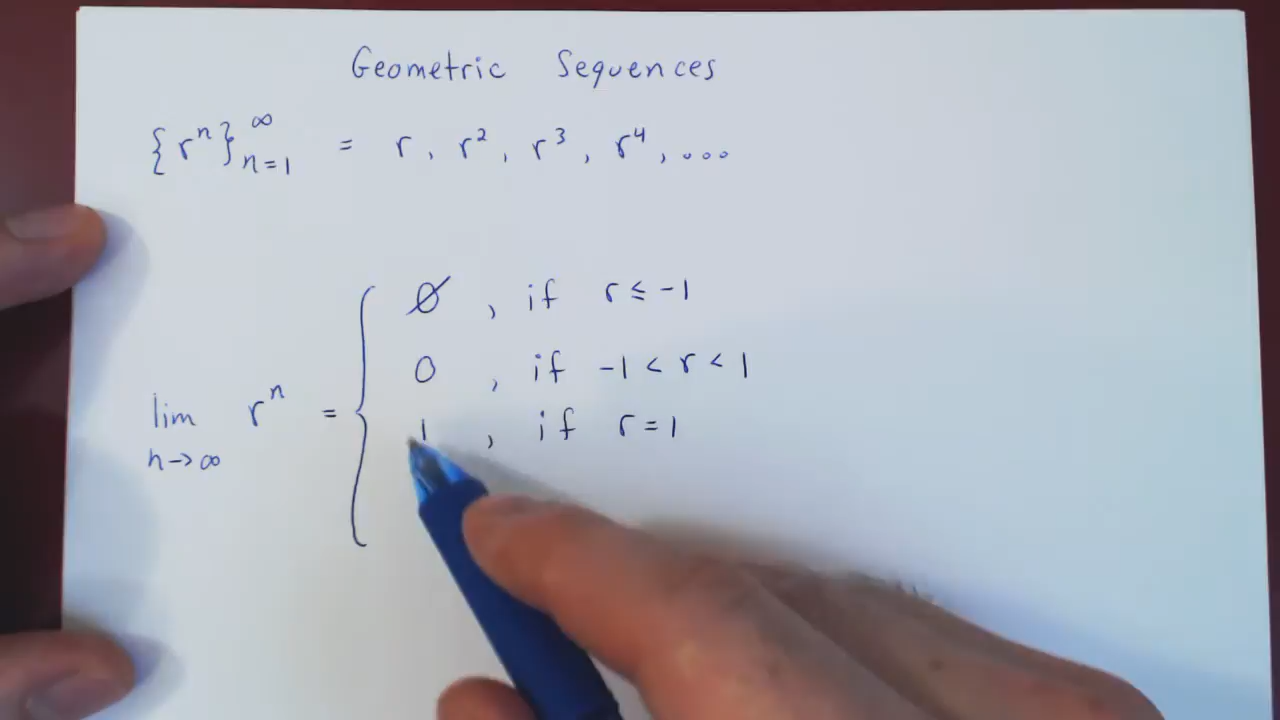 Geometric Sequences
{rⁿ}ₙ₌₁^∞ = r, r², r³, r⁴, ...
∅, if r ≤ -1
0, if -1 < r < 1
lim n→∞ rⁿ = { 1, if r = 1